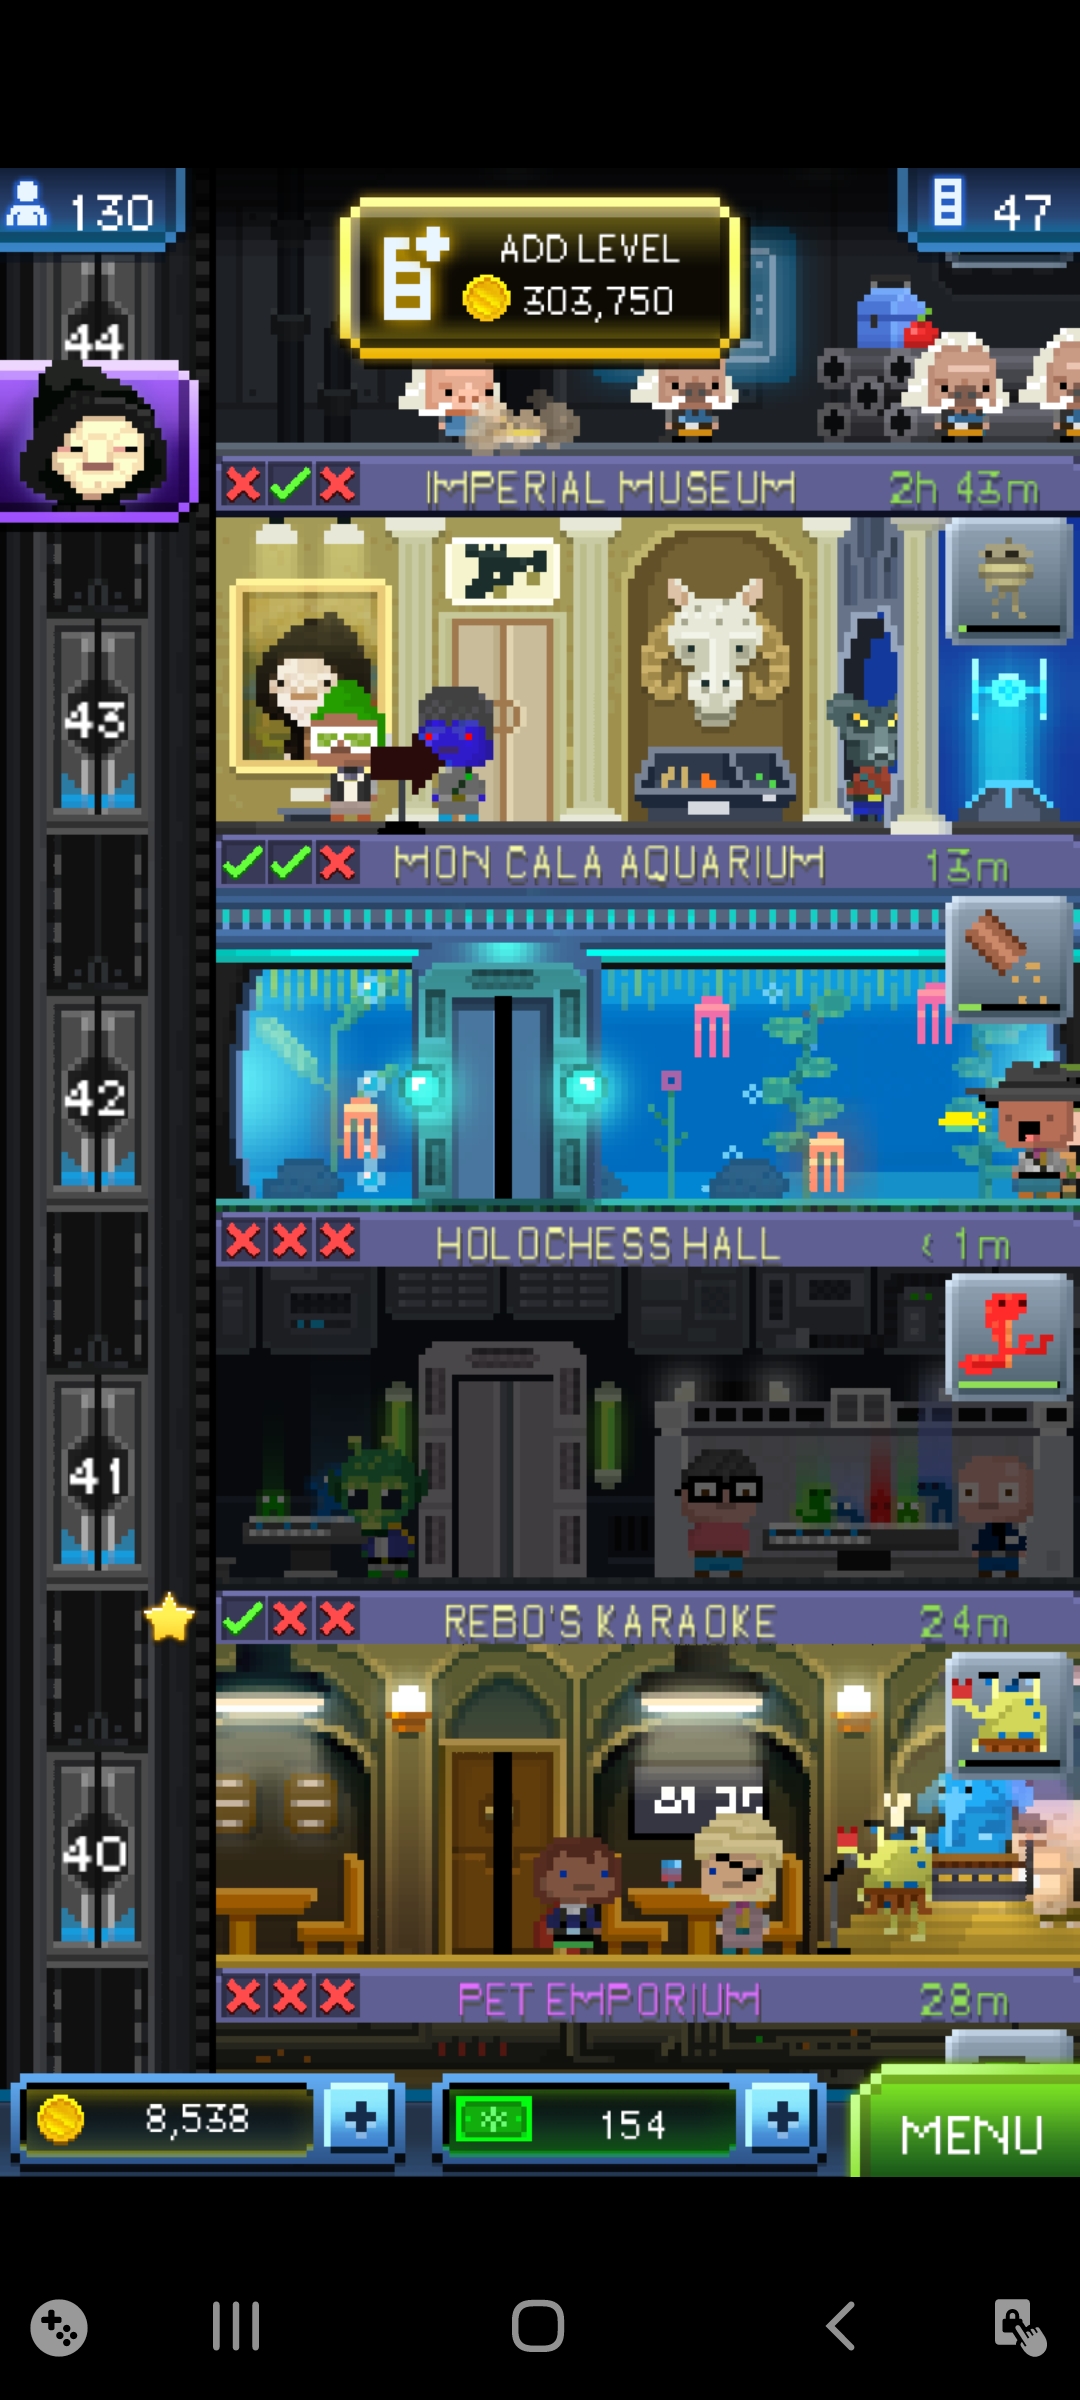 130
ADD LEVEL
303,750
47
44
IMPERIAL MUSEUM 2h 43m
43
MON CALA AQUARIUM 13m
42
HOLOCHESS HALL < 1m
41
REBO'S KARAOKE 24m
40
PET EMPORIUM 28m
8,538
154
MENU